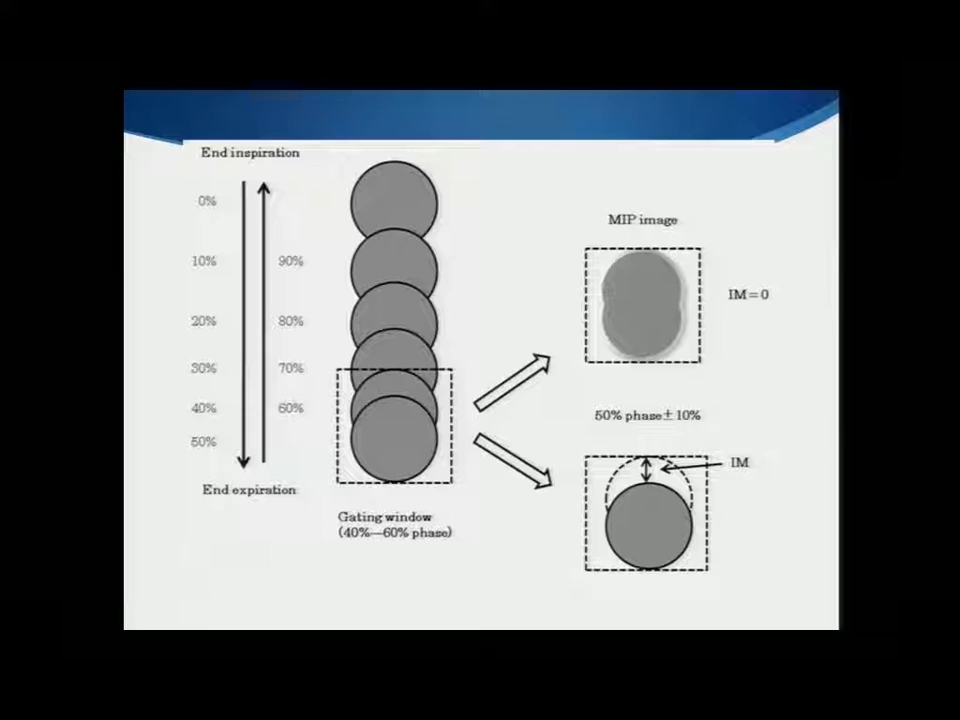 End inspiration
0%
10% 90%
20% 80%
30% 70%
40% 60%
50%
End expiration
Gating window
(40%—60% phase)
MIP image
IM=0
50% phase±10%
IM